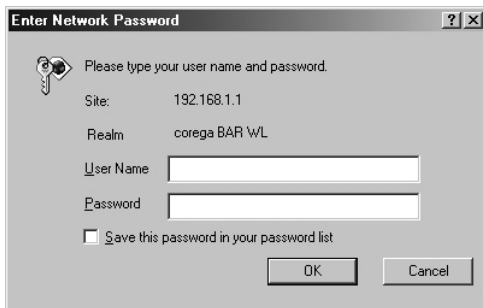 Enter Network Password
Please type your user name and password.
Site: 192.168.1.1
Realm corega BAR WL
User Name
Password
Save this password in your password list
OK Cancel